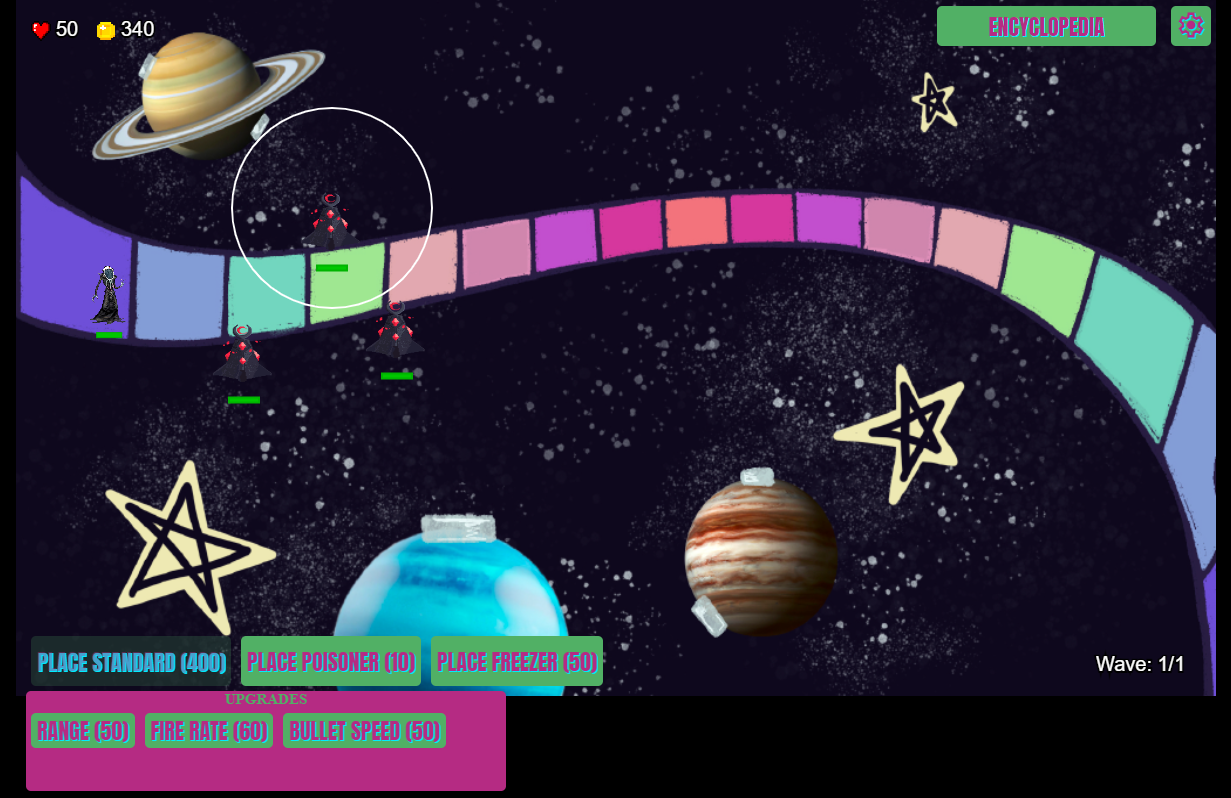 50 340
ENCYCLOPEDIA
Wave: 1/1
PLACE STANDARD (400)
PLACE POISONER (10)
PLACE FREEZER (50)
UPGRADES
RANGE (50)
FIRE RATE (60)
BULLET SPEED (50)